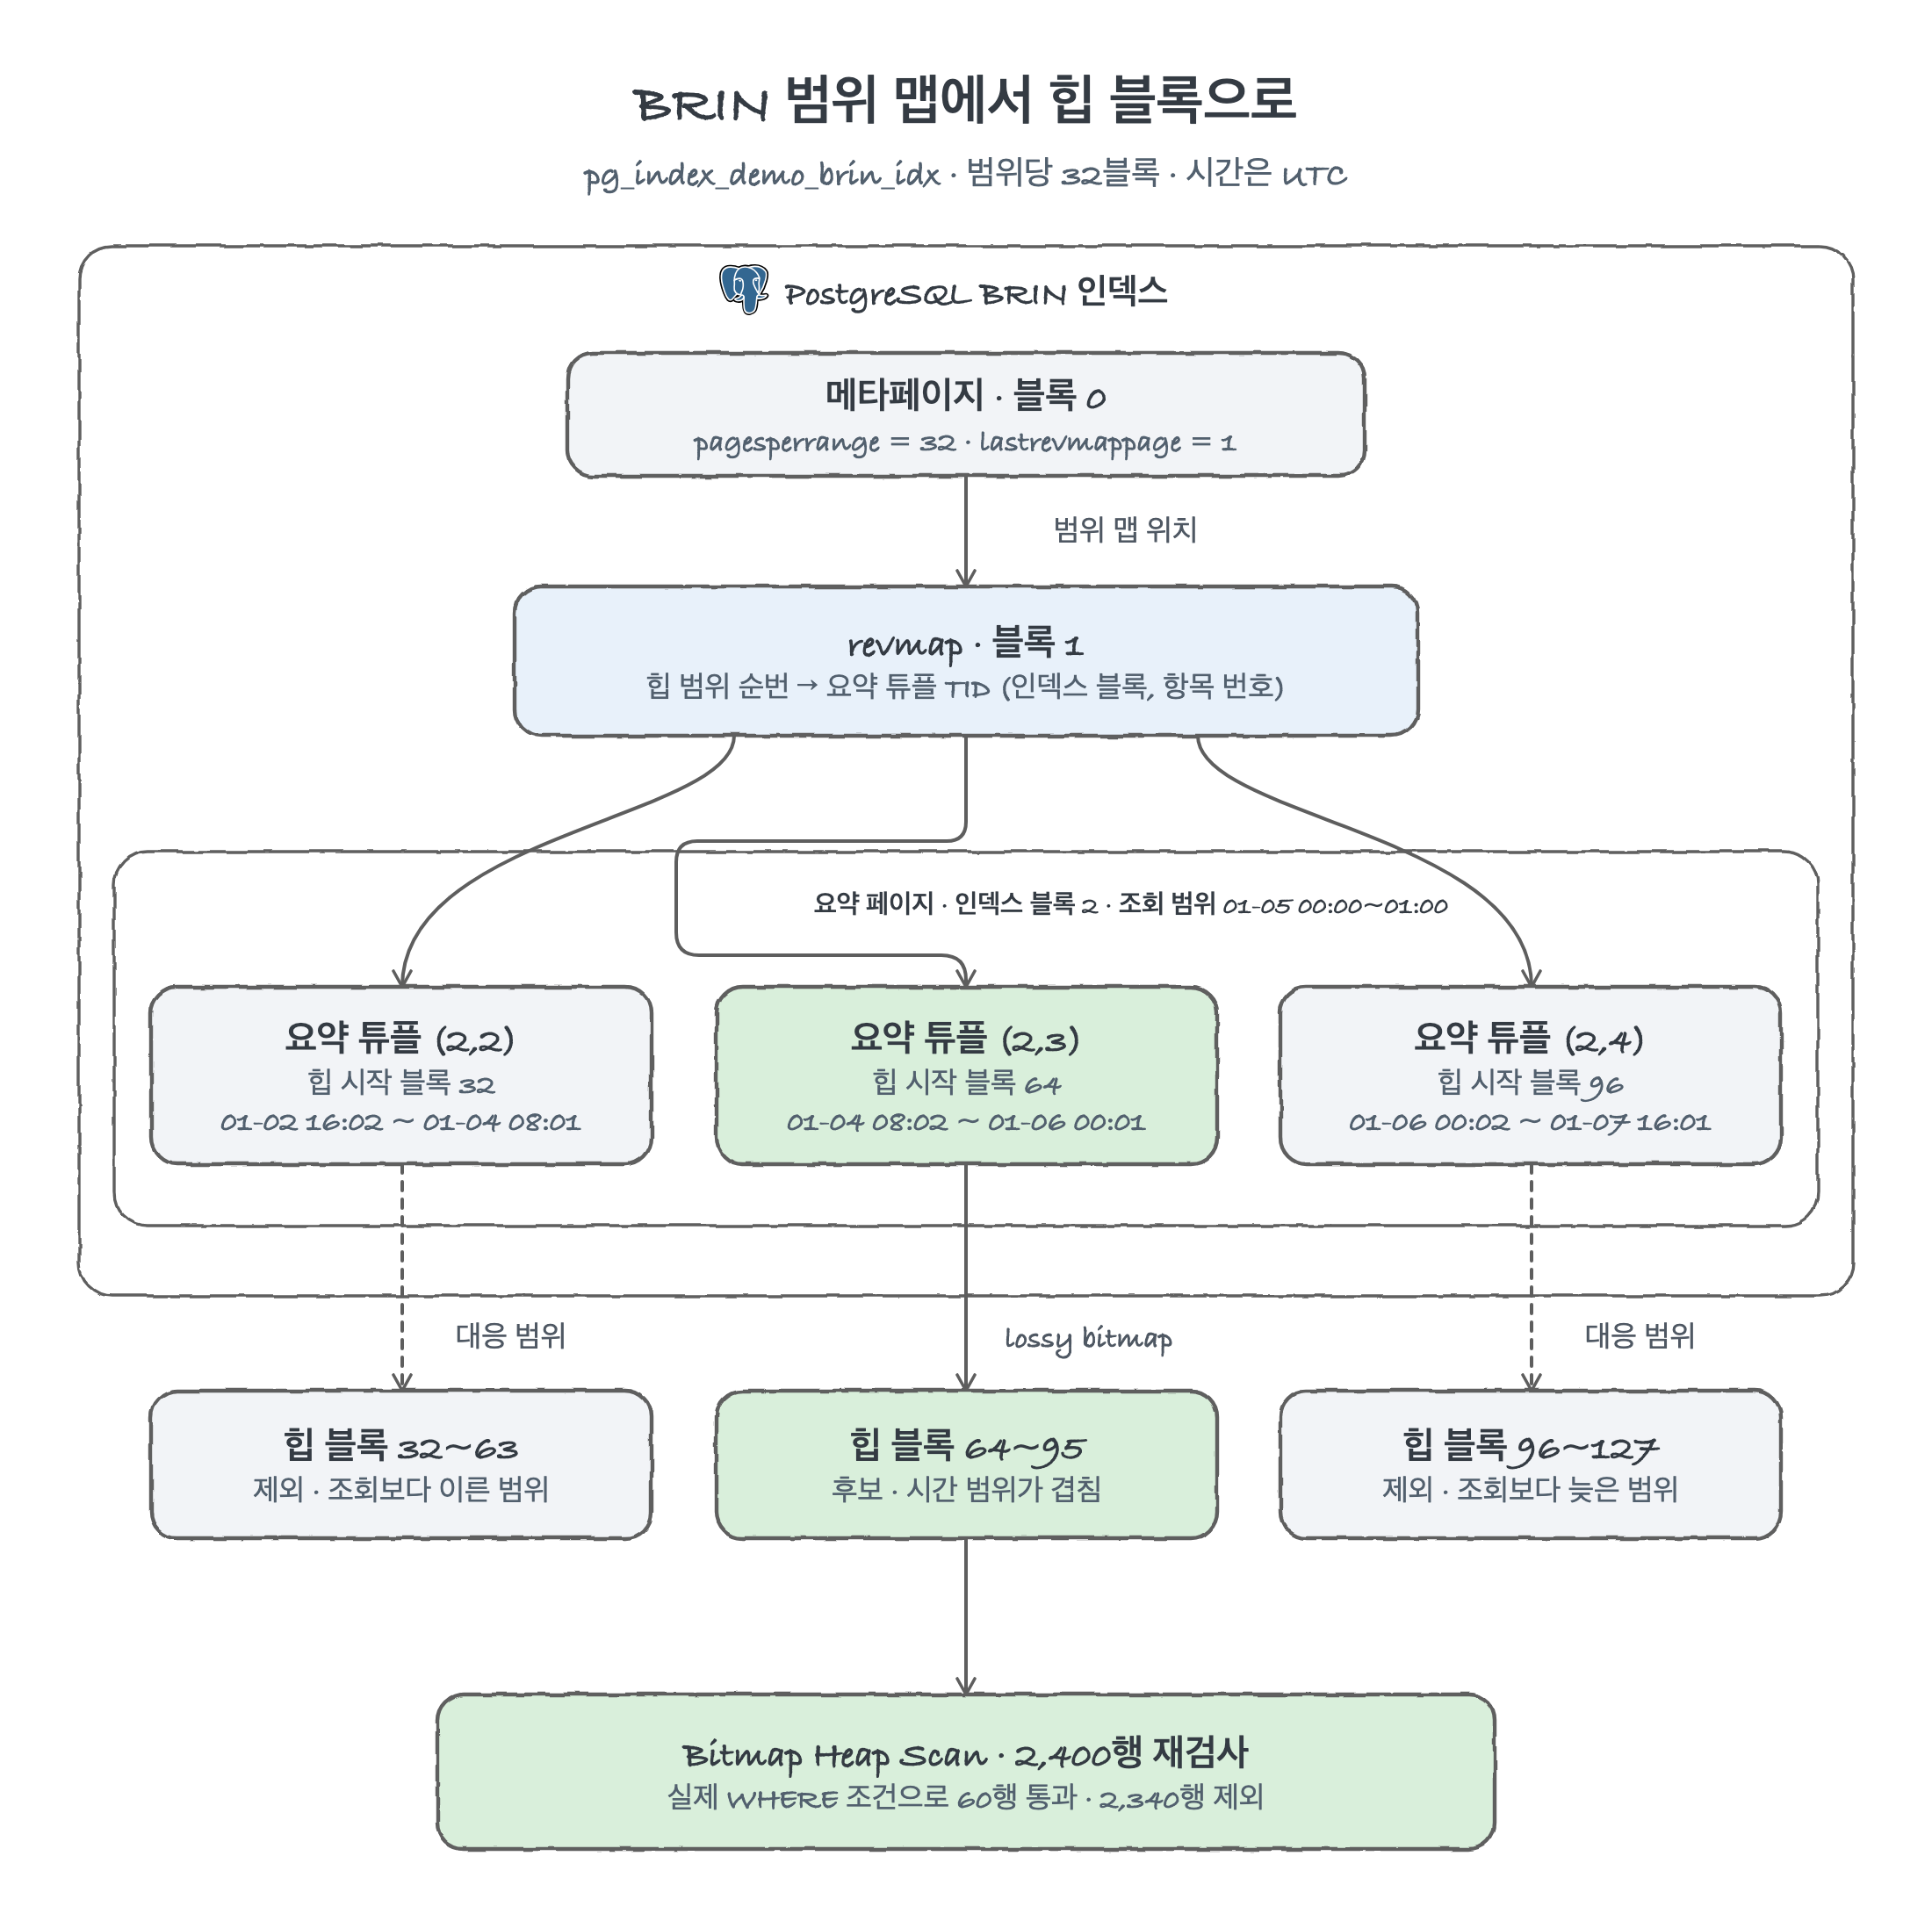 BRIN 범위 맵에서 힙 블록으로
pg_index_demo_brin_idx · 범위당 32블록 · 시간은 UTC
PostgreSQL BRIN 인덱스
메타페이지 · 블록 0
pagesperrange = 32 · lastrevmappage = 1
범위 맵 위치
revmap · 블록 1
힙 범위 순번 → 요약 튜플 TID (인덱스 블록, 항목 번호)
요약 페이지 · 인덱스 블록 2 · 조회 범위 01-05 00:00~01:00
요약 튜플 (2,2)
힙 시작 블록 32
01-02 16:02 ~ 01-04 08:01
요약 튜플 (2,3)
힙 시작 블록 64
01-04 08:02 ~ 01-06 00:01
요약 튜플 (2,4)
힙 시작 블록 96
01-06 00:02 ~ 01-07 16:01
대응 범위
lossy bitmap
대응 범위
힙 블록 32~63
제외 · 조회보다 이른 범위
힙 블록 64~95
후보 · 시간 범위가 겹침
힙 블록 96~127
제외 · 조회보다 늦은 범위
Bitmap Heap Scan · 2,400행 재검사
실제 WHERE 조건으로 60행 통과 · 2,340행 제외